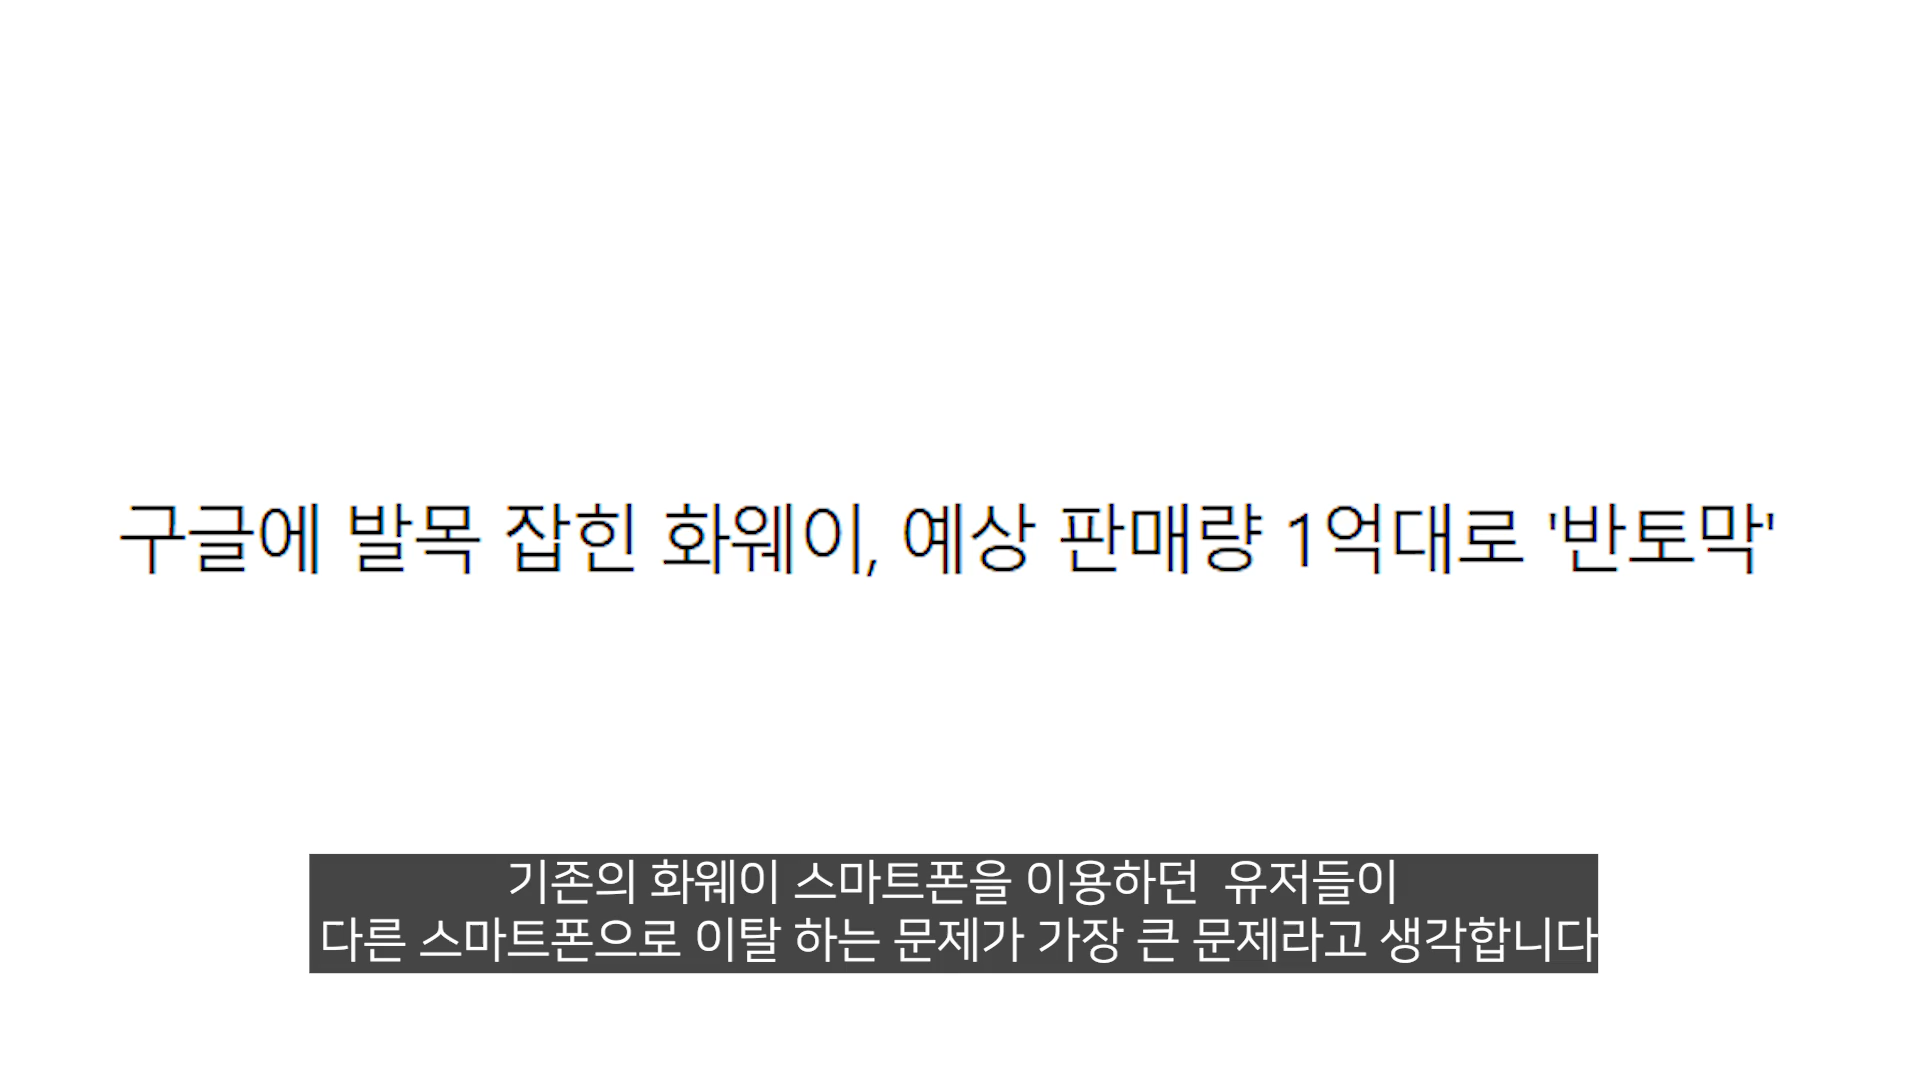 구글에 발목 잡힌 화웨이, 예상 판매량 1억대로 '반토막'
기존의 화웨이 스마트폰을 이용하던 유저들이
다른 스마트폰으로 이탈 하는 문제가 가장 큰 문제라고 생각합니다